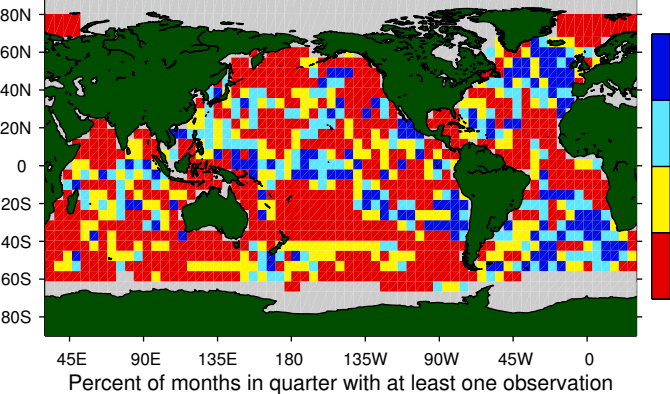 80N
60N
40N
20N
0
20S
40S
60S
80S
45E 90E 135E 180 135W 90W 45W 0
Percent of months in quarter with at least one observation